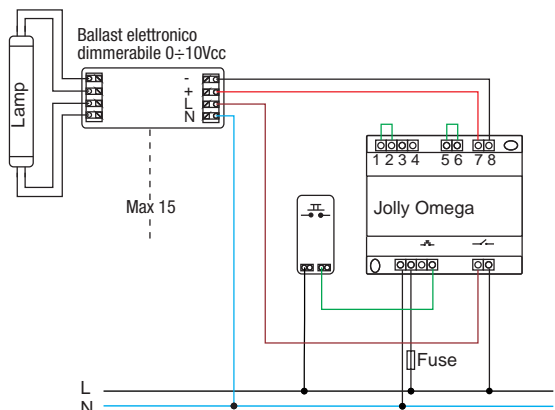 Ballast elettronico
dimmerabile 0÷10Vcc
Lamp
-
+
L
N
Max 15
1 2 3 4 5 6 7 8
Jolly Omega
Fuse
L
N